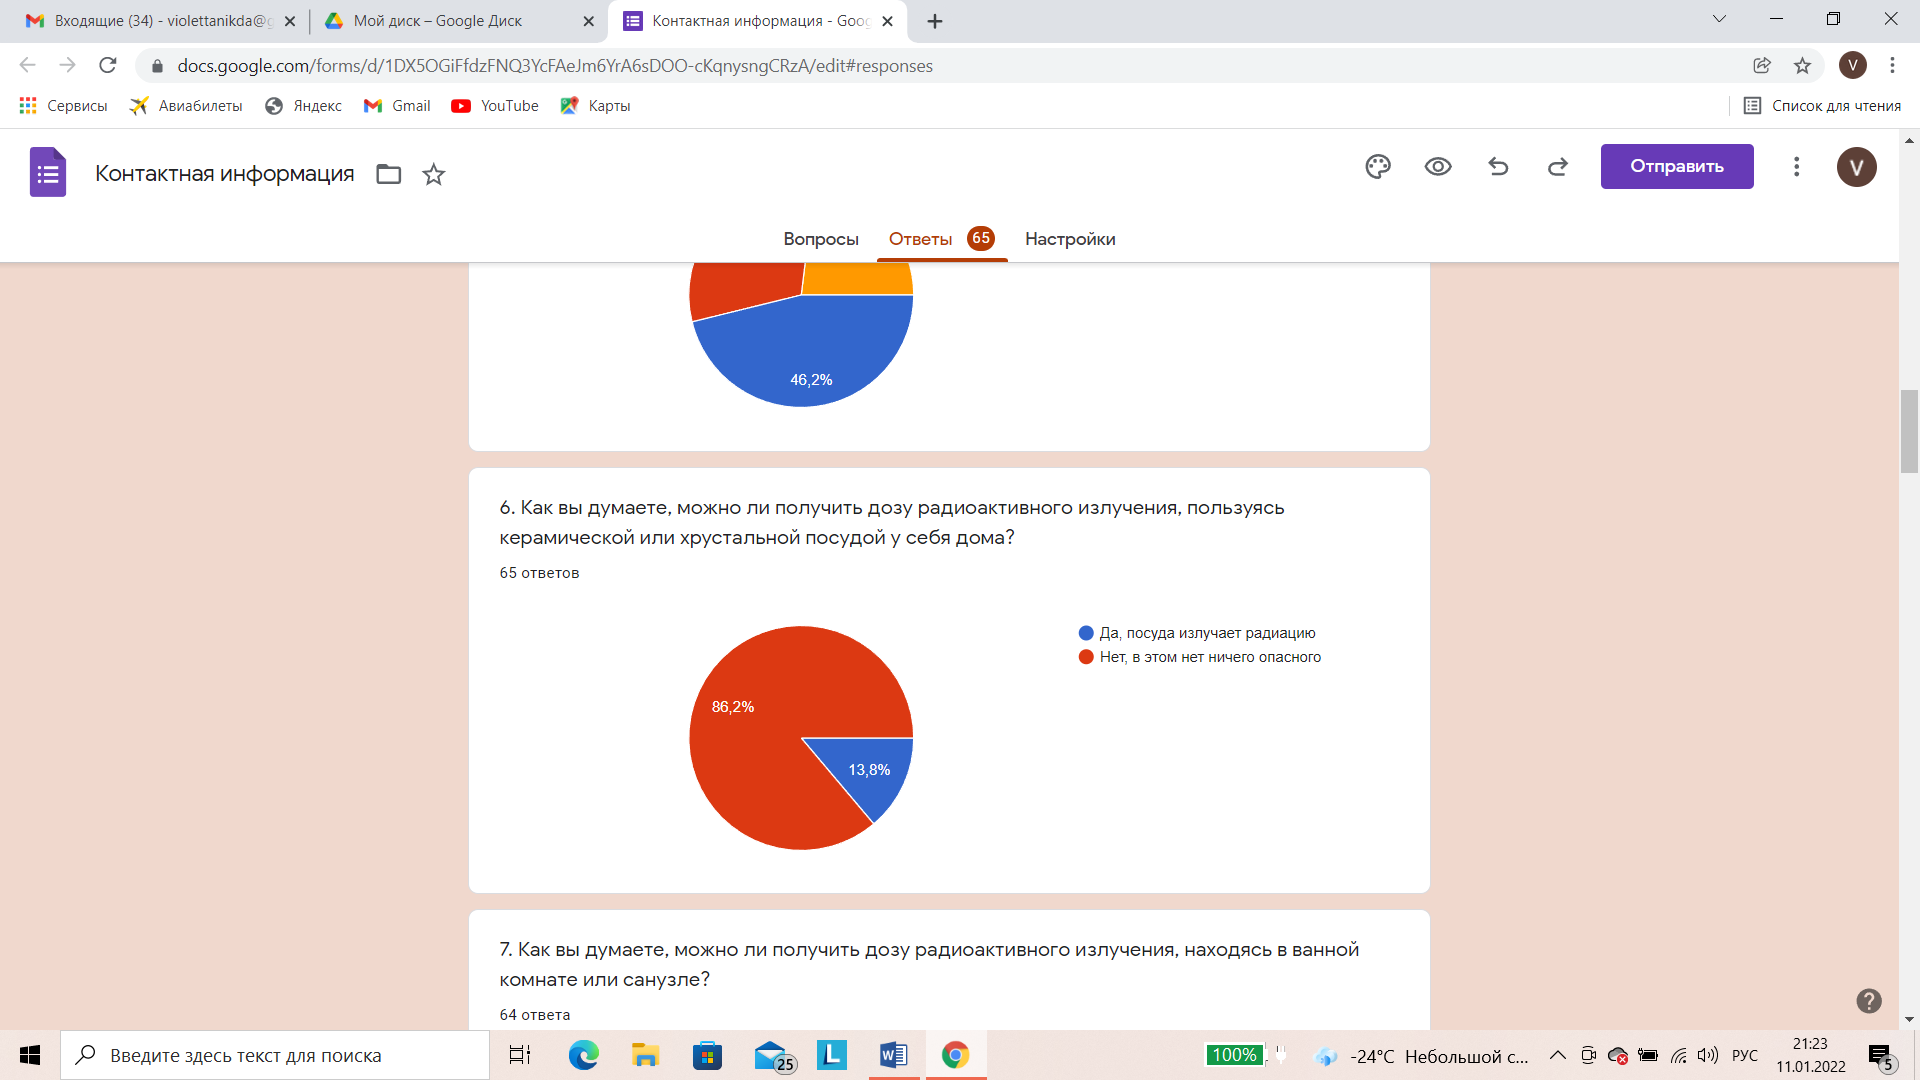 Входящие (34) - violettanikda@g
Мой диск – Google Диск
Контактная информация - Goog
docs.google.com/forms/d/1DX5OGiFfdzFNQ3YcFAeJm6YrA6sDOO-cKqnysngCRzA/edit#responses
V
Сервисы Авиабилеты Яндекс Gmail YouTube Карты Список для чтения
Контактная информация
Отправить
V
Вопросы Ответы 65 Настройки
46,2%
6. Как вы думаете, можно ли получить дозу радиоактивного излучения, пользуясь
керамической или хрустальной посудой у себя дома?
65 ответов
Да, посуда излучает радиацию
Нет, в этом нет ничего опасного
86,2%
13,8%
7. Как вы думаете, можно ли получить дозу радиоактивного излучения, находясь в ванной
комнате или санузле?
64 ответа
Введите здесь текст для поиска
25
L
W
100%
-24°C Небольшой с...
РУС
21:23
11.01.2022
5